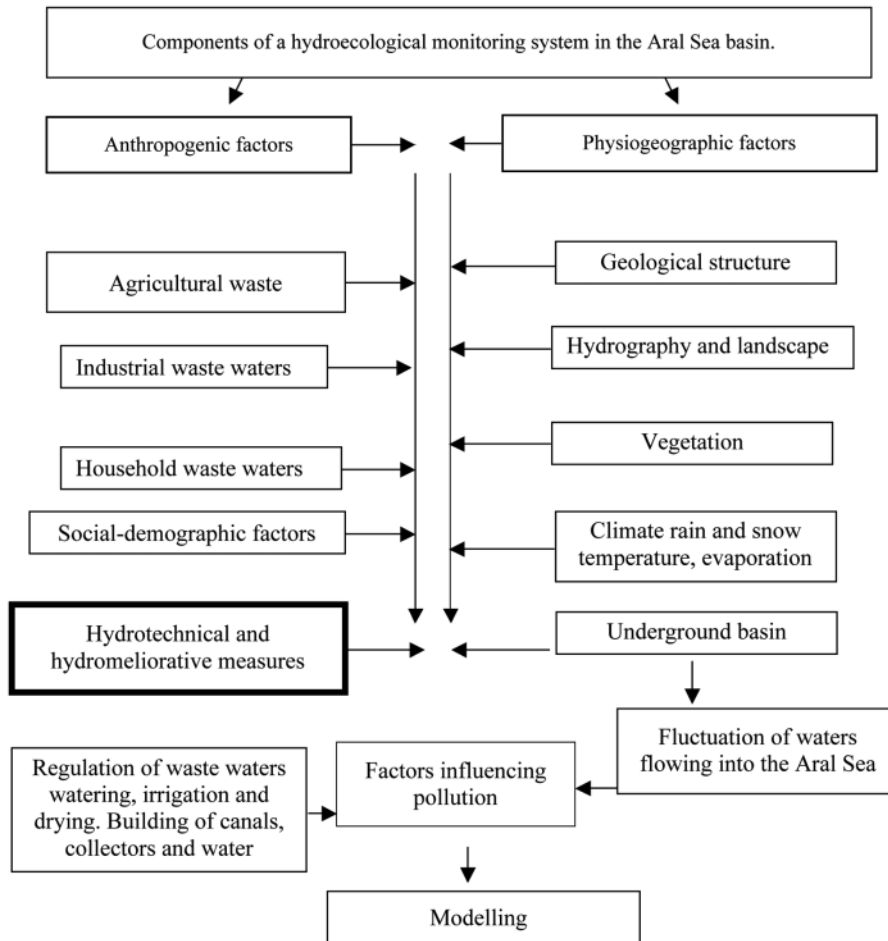 Components of a hydroecological monitoring system in the Aral Sea basin.
Anthropogenic factors
Physiogeographic factors
Agricultural waste
Geological structure
Industrial waste waters
Hydrography and landscape
Household waste waters
Vegetation
Social-demographic factors
Climate rain and snow
temperature, evaporation
Hydrotechnical and
hydromeliorative measures
Underground basin
Regulation of waste waters
watering, irrigation and
drying. Building of canals,
collectors and water
Factors influencing
pollution
Fluctuation of waters
flowing into the Aral Sea
Modelling